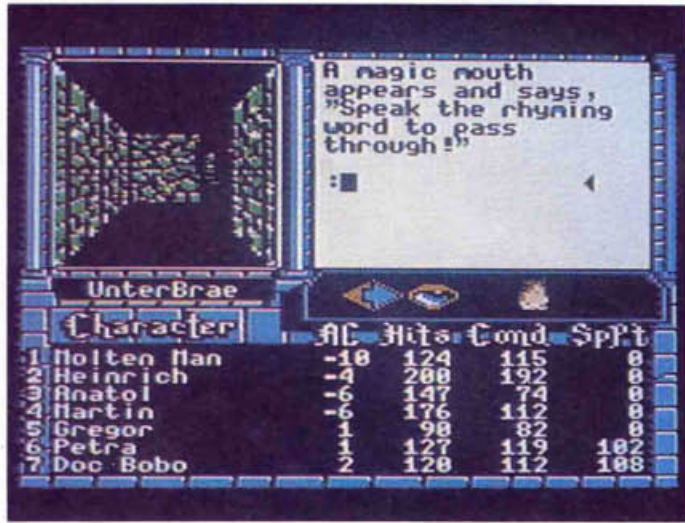 A magic mouth
appears and says,
"Speak the rhyming
word to pass
through!"
:
UnterBrae
Character AC Hits Cond SpPt
1 Molten Man -10 124 115 0
2 Heinrich -4 200 192 0
3 Anatol -6 147 74 0
4 Martin -6 176 112 0
5 Gregor 1 90 82 0
6 Petra 1 127 119 102
7 Doc Bobo 2 120 112 108